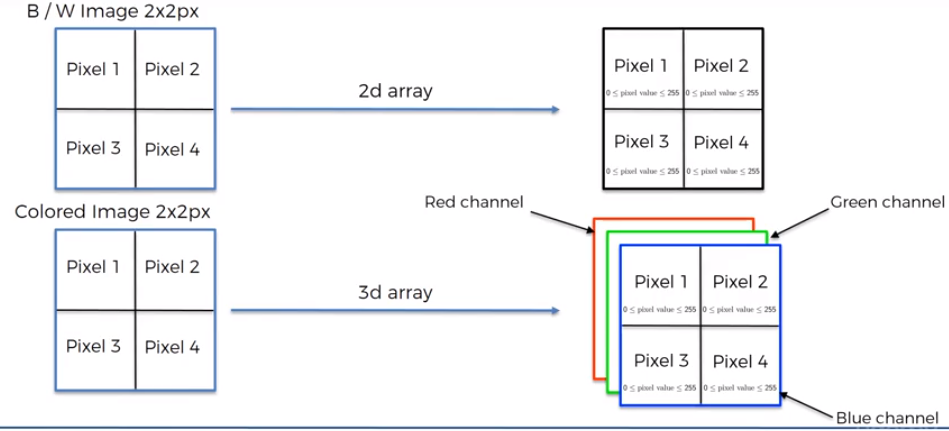 B / W Image 2x2px
Pixel 1 Pixel 2
Pixel 3 Pixel 4
2d array
Pixel 1 Pixel 2
0 ≤ pixel value ≤ 255 0 ≤ pixel value ≤ 255
Pixel 3 Pixel 4
0 ≤ pixel value ≤ 255 0 ≤ pixel value ≤ 255
Colored Image 2x2px
Pixel 1 Pixel 2
Pixel 3 Pixel 4
3d array
Red channel
Green channel
Pixel 1 Pixel 2
0 ≤ pixel value ≤ 255 0 ≤ pixel value ≤ 255
Pixel 3 Pixel 4
0 ≤ pixel value ≤ 255 0 ≤ pixel value ≤ 255
Blue channel